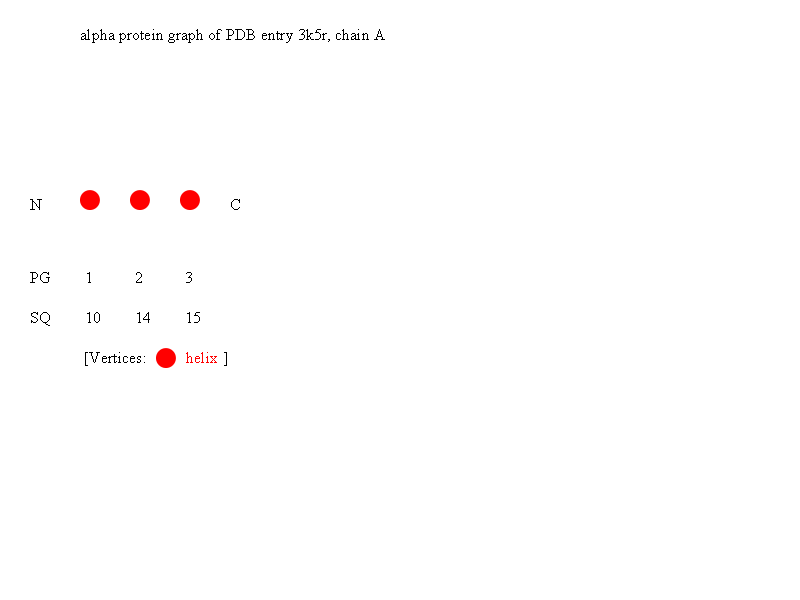 alpha protein graph of PDB entry 3k5r, chain A
N C
PG 1 2 3
SQ 10 14 15
[Vertices: helix ]